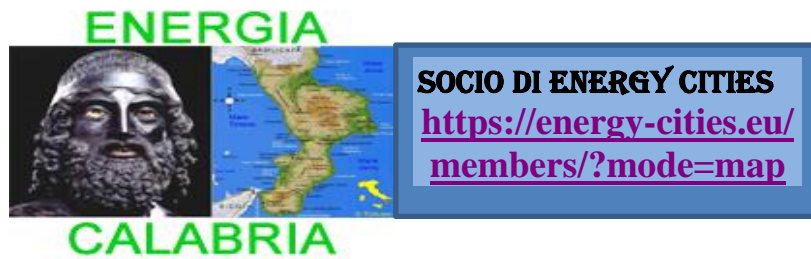 ENERGIA
CALABRIA
SOCIO DI ENERGY CITIES
https://energy-cities.eu/
members/?mode=map